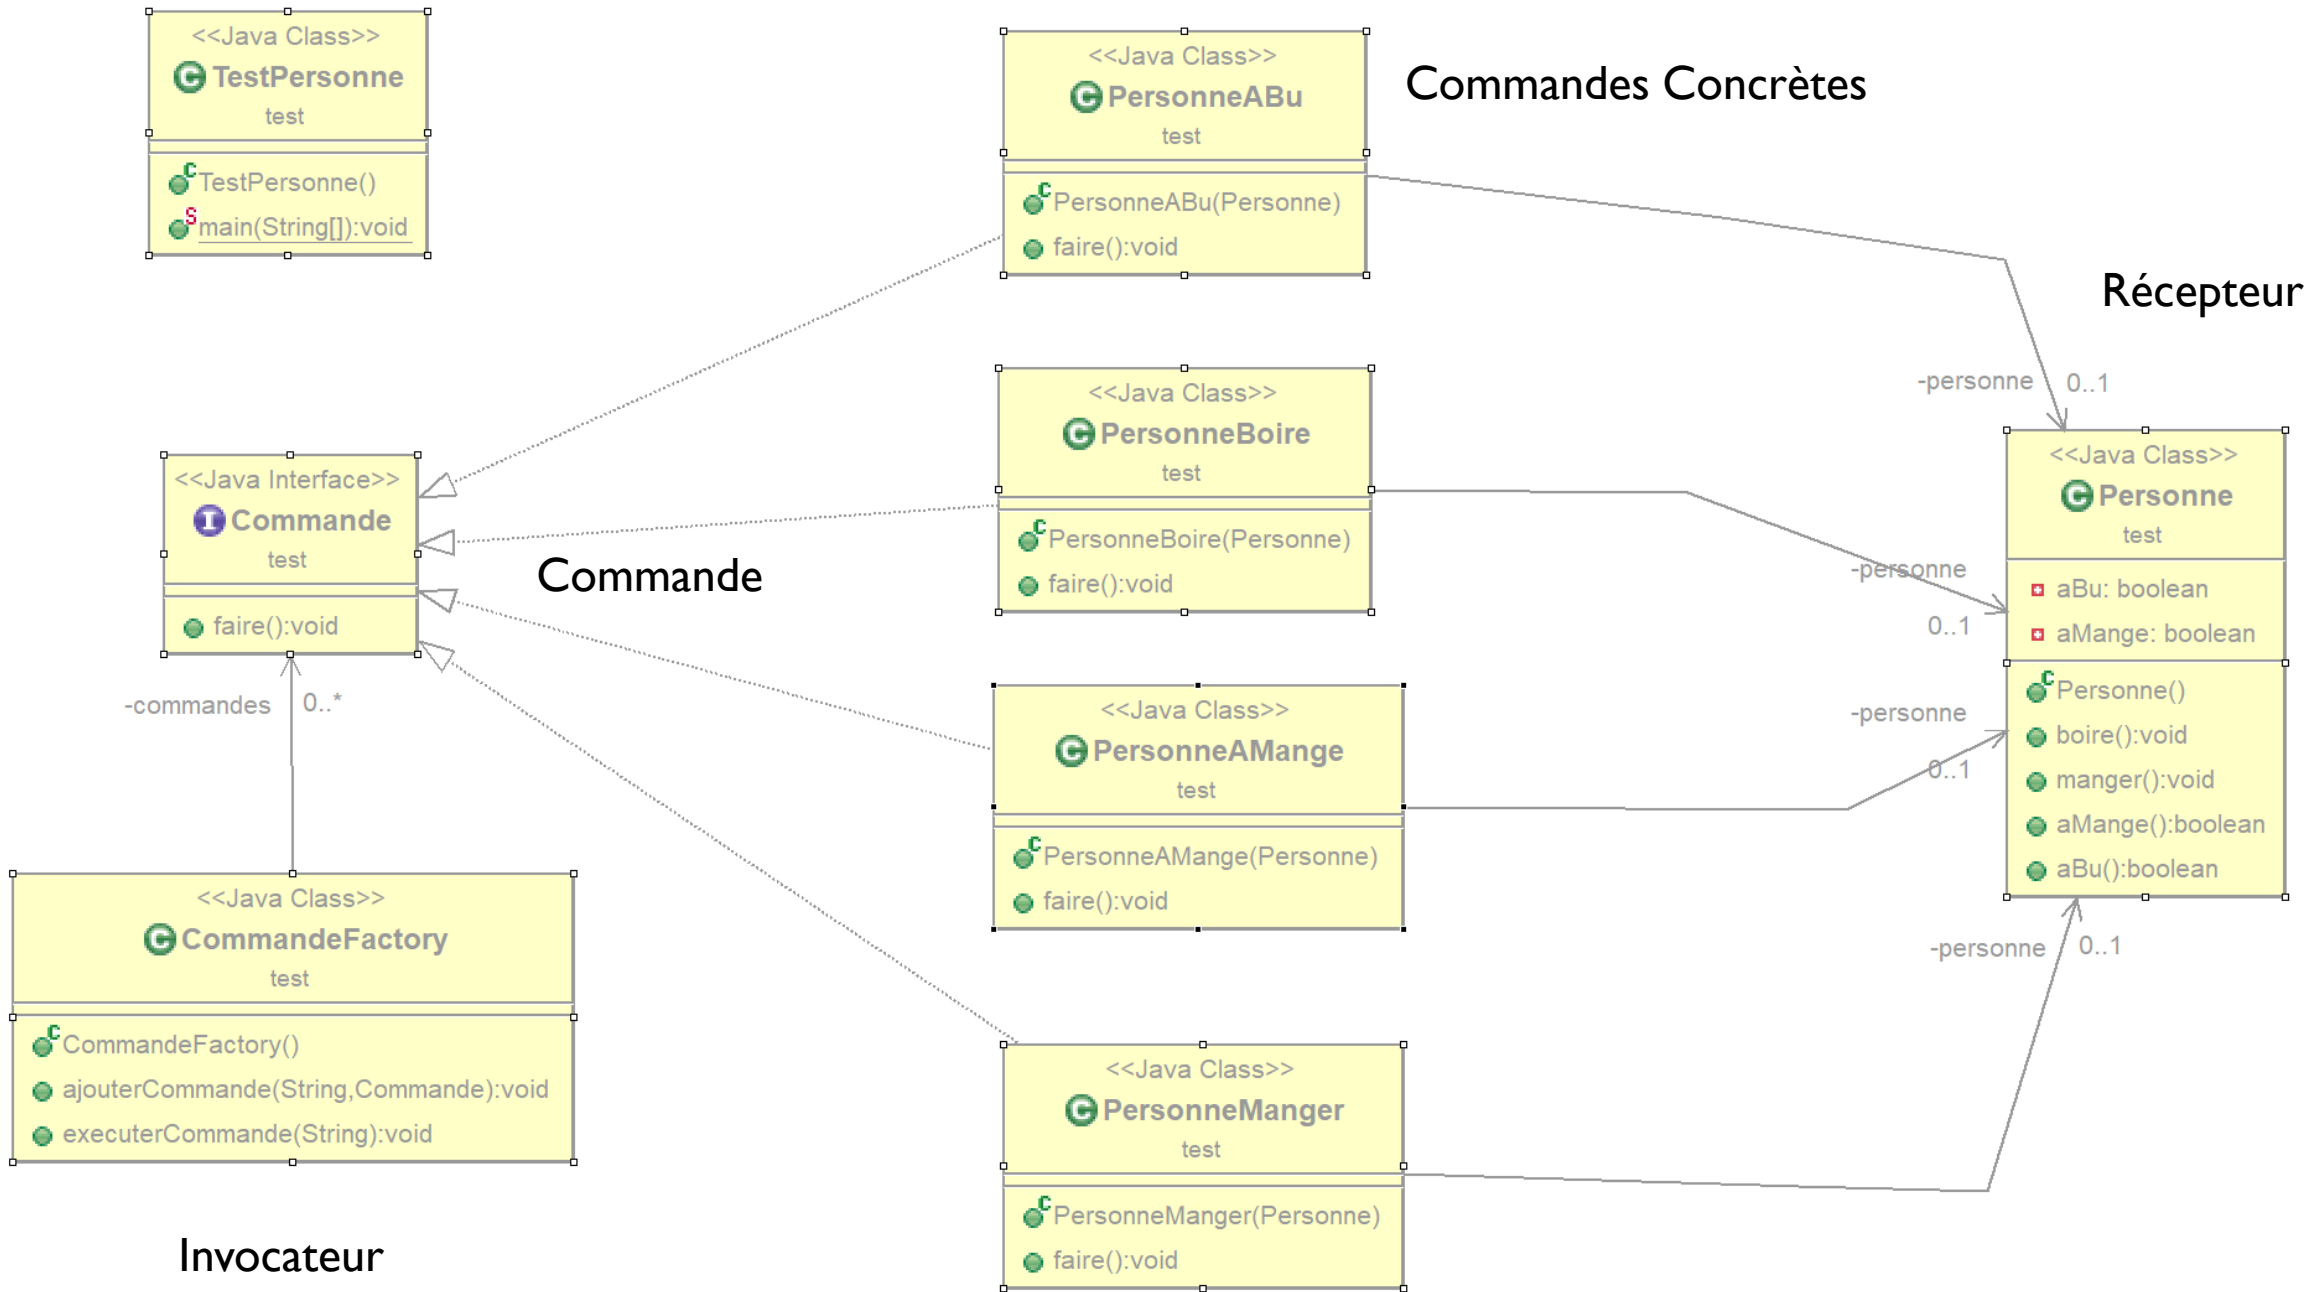 <<Java Class>>
TestPersonne
test
TestPersonne()
main(String[]):void
<<Java Class>>
PersonneABu
test
PersonneABu(Personne)
faire():void
Commandes Concrètes
Récepteur
-personne
0..1
<<Java Class>>
PersonneBoire
test
PersonneBoire(Personne)
faire():void
-personne
0..1
<<Java Interface>>
Commande
test
faire():void
Commande
-commandes
0..*
<<Java Class>>
PersonneAMange
test
PersonneAMange(Personne)
faire():void
-personne
0..1
<<Java Class>>
Personne
test
aBu: boolean
aMange: boolean
Personne()
boire():void
manger():void
aMange():boolean
aBu():boolean
-personne
0..1
<<Java Class>>
CommandeFactory
test
CommandeFactory()
ajouterCommande(String,Commande):void
executerCommande(String):void
Invocateur
<<Java Class>>
PersonneManger
test
PersonneManger(Personne)
faire():void